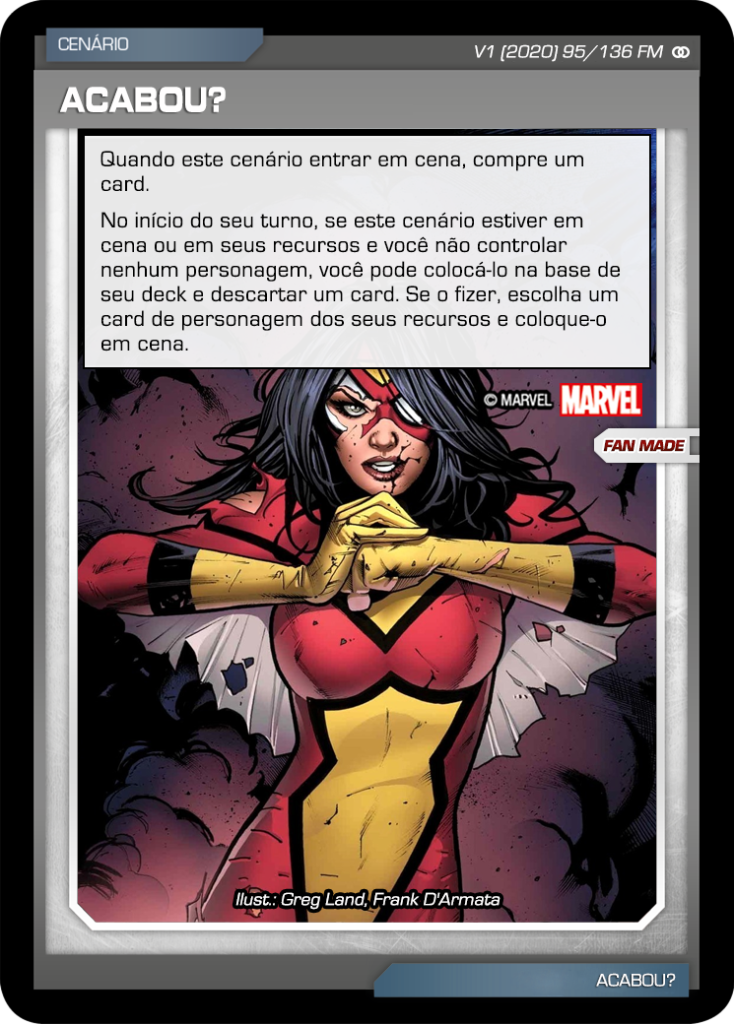 CENÁRIO
V1 (2020) 95/136 FM
ACABOU?
Quando este cenário entrar em cena, compre um
card.
No início do seu turno, se este cenário estiver em
cena ou em seus recursos e você não controlar
nenhum personagem, você pode colocá-lo na base de
seu deck e descartar um card. Se o fizer, escolha um
card de personagem dos seus recursos e coloque-o
em cena.
© MARVEL MARVEL
FAN MADE
Ilust.: Greg Land, Frank D'Armata
ACABOU?